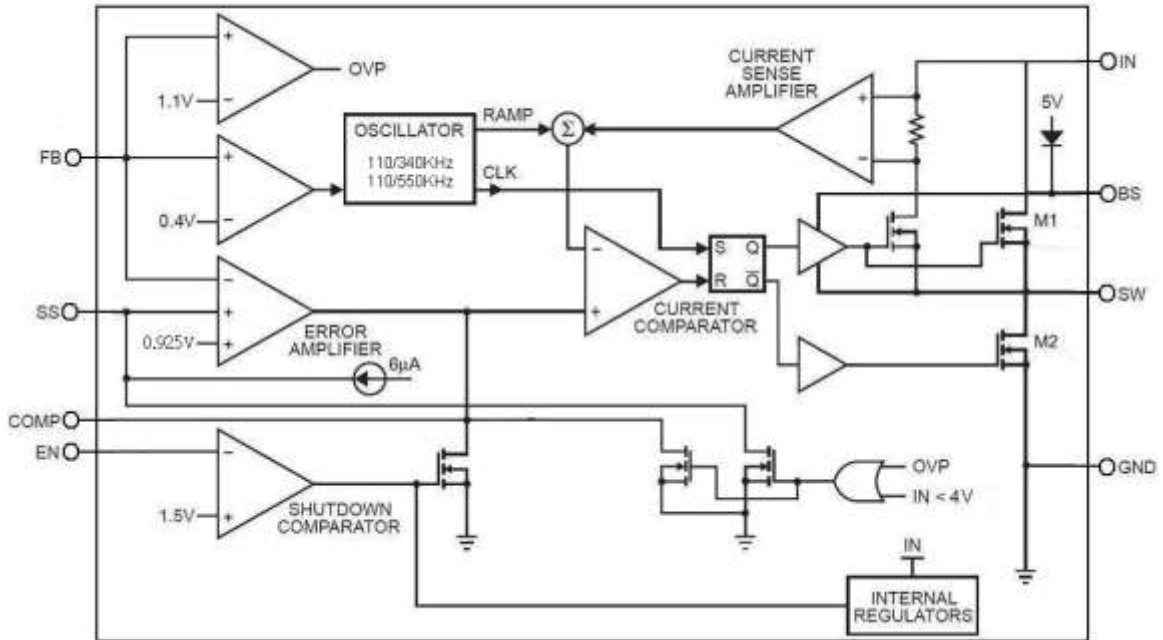 +
OVP
1.1V
−
FB
+
0.4V
−
OSCILLATOR
110/340KHz
110/550KHz
RAMP
CLK
Σ
CURRENT
SENSE
AMPLIFIER
+
−
IN
5V
BS
M1
S Q
R Q̅
−
+
CURRENT
COMPARATOR
SW
M2
SS
−
+
0.925V
+
ERROR
AMPLIFIER
6µA
COMP
EN
−
1.5V
+
SHUTDOWN
COMPARATOR
OVP
IN < 4V
GND
IN
INTERNAL
REGULATORS